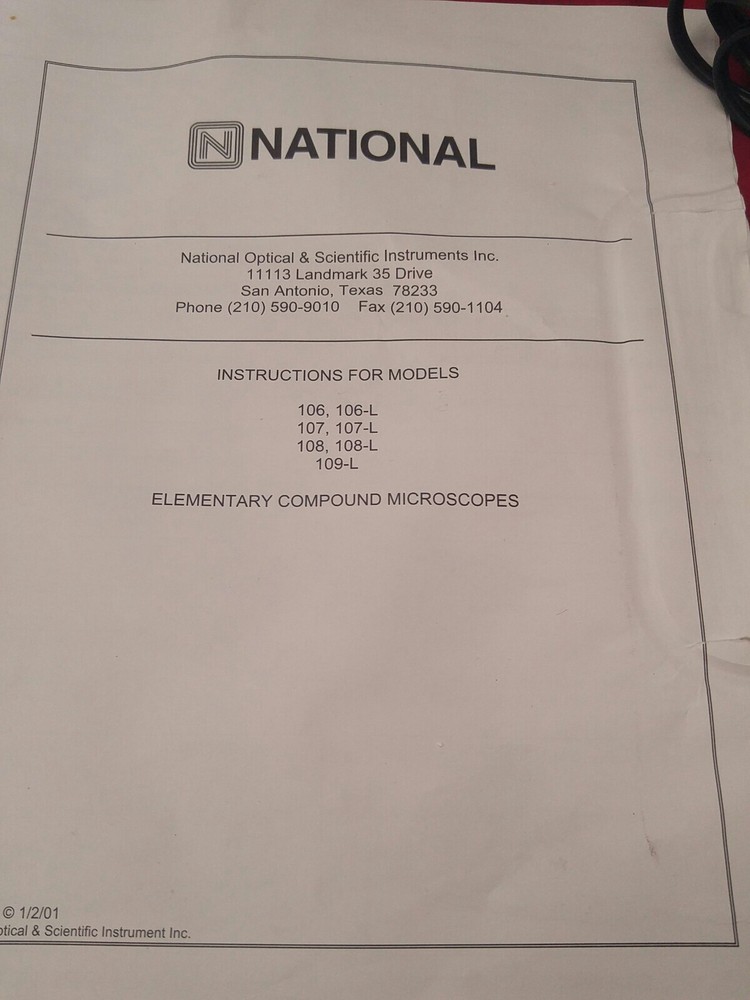 N NATIONAL
National Optical & Scientific Instruments Inc.
11113 Landmark 35 Drive
San Antonio, Texas 78233
Phone (210) 590-9010 Fax (210) 590-1104
INSTRUCTIONS FOR MODELS
106, 106-L
107, 107-L
108, 108-L
109-L
ELEMENTARY COMPOUND MICROSCOPES
© 1/2/01
& Scientific Instrument Inc.